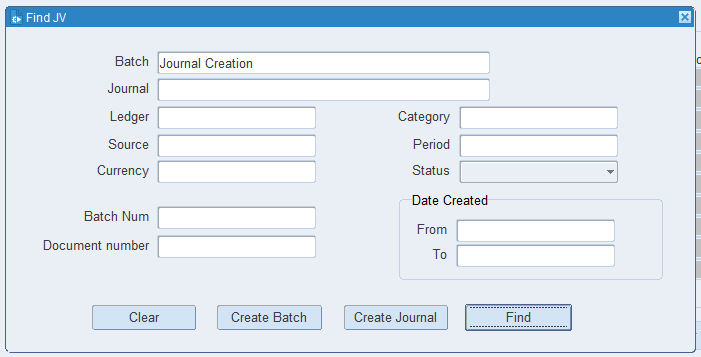 Find JV
Batch Journal Creation
Journal
Ledger Category
Source Period
Currency Status
Date Created
Batch Num
From
Document number
To
Clear Create Batch Create Journal Find